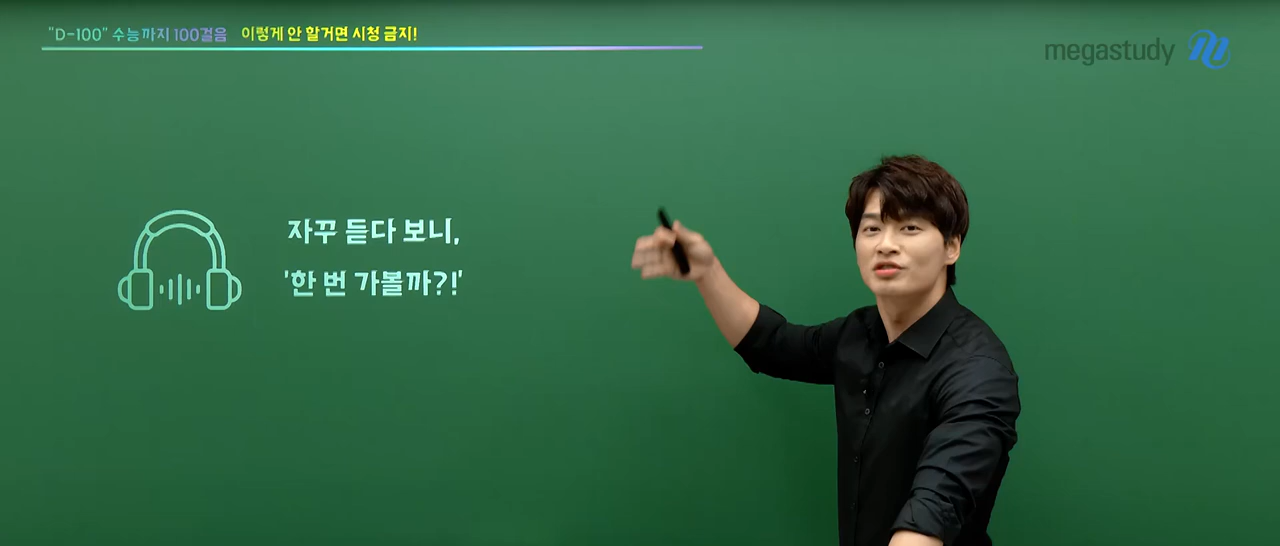 "D-100" 수능까지 100걸음 이렇게 안 할거면 시청 금지!
megastudy
자꾸 듣다 보니,
'한 번 가볼까?!'